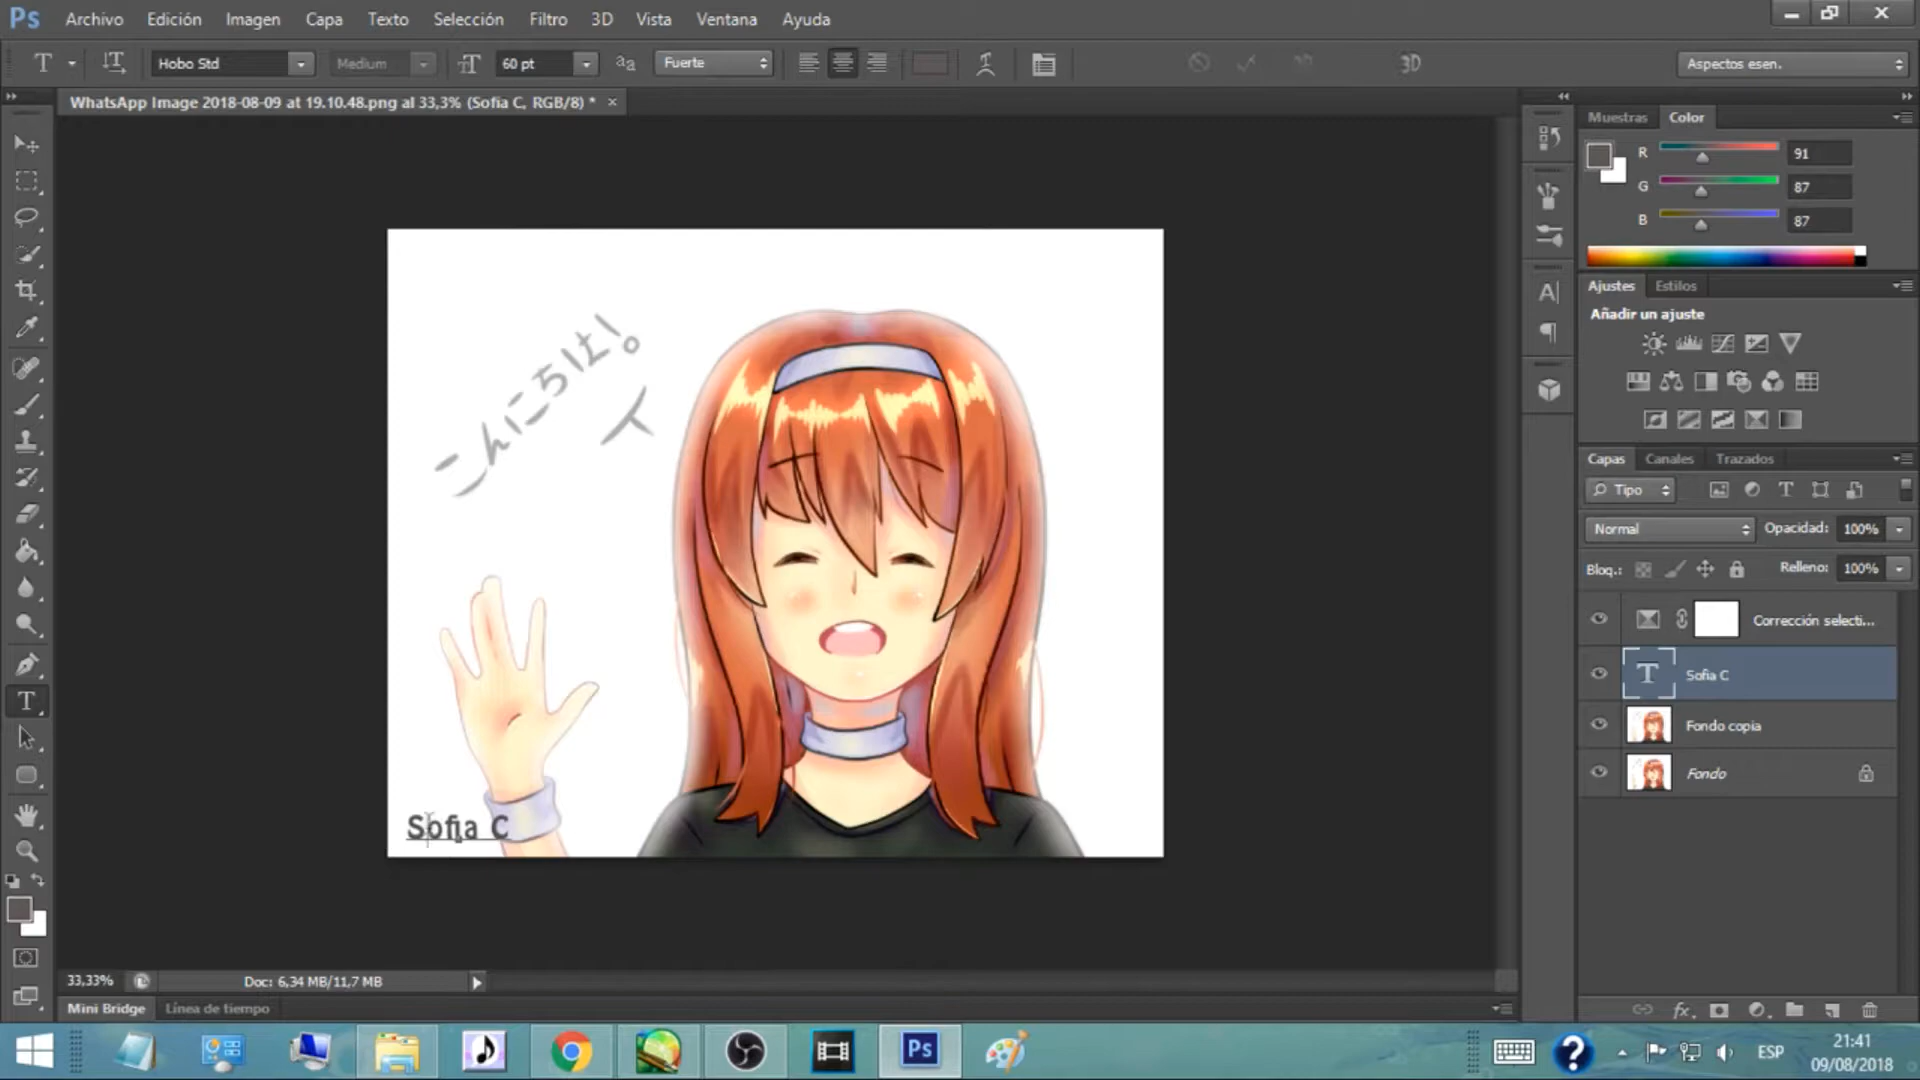 Ps Archivo Edición Imagen Capa Texto Selección Filtro 3D Vista Ventana Ayuda
T Hobo Std Medium 60 pt aa Fuerte 3D Aspectos esen.
WhatsApp Image 2018-08-09 at 19.10.48.png al 33,3% (Sofia C, RGB/8) * ×
Muestras Color
R 91
G 87
B 87
Ajustes Estilos
Añadir un ajuste
こんにちは!。
Capas Canales Trazados
Tipo
Normal Opacidad: 100%
Bloq.: Relleno: 100%
Corrección selecti...
Sofia C
Fondo copia
Fondo
Sofia C
33,33% Doc: 6,34 MB/11,7 MB
Mini Bridge Línea de tiempo
Ps ESP 21:41
09/08/2018